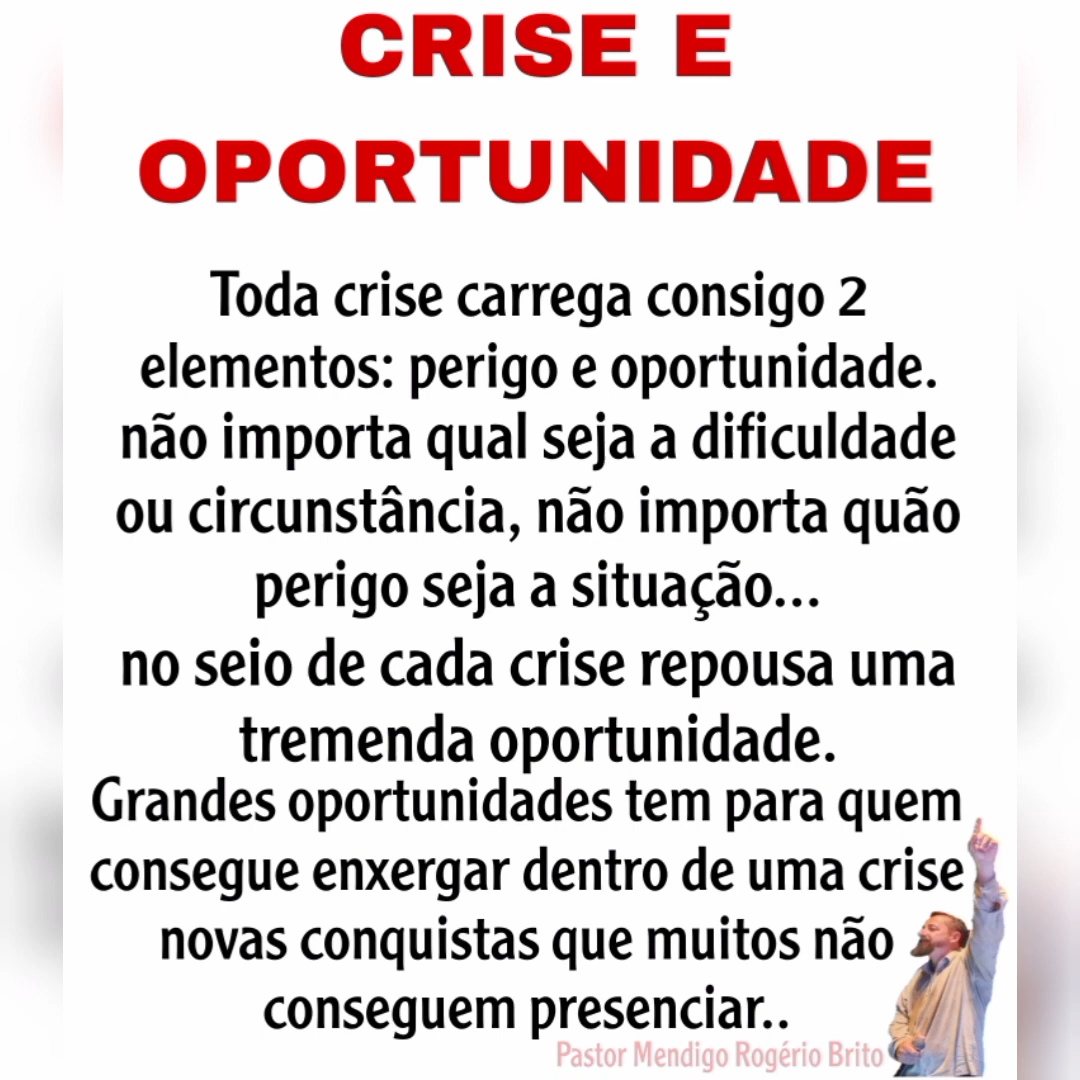 CRISE E
OPORTUNIDADE
Toda crise carrega consigo 2
elementos: perigo e oportunidade.
não importa qual seja a dificuldade
ou circunstância, não importa quão
perigo seja a situação...
no seio de cada crise repousa uma
tremenda oportunidade.
Grandes oportunidades tem para quem
consegue enxergar dentro de uma crise
novas conquistas que muitos não
conseguem presenciar..
Pastor Mendigo Rogério Brito